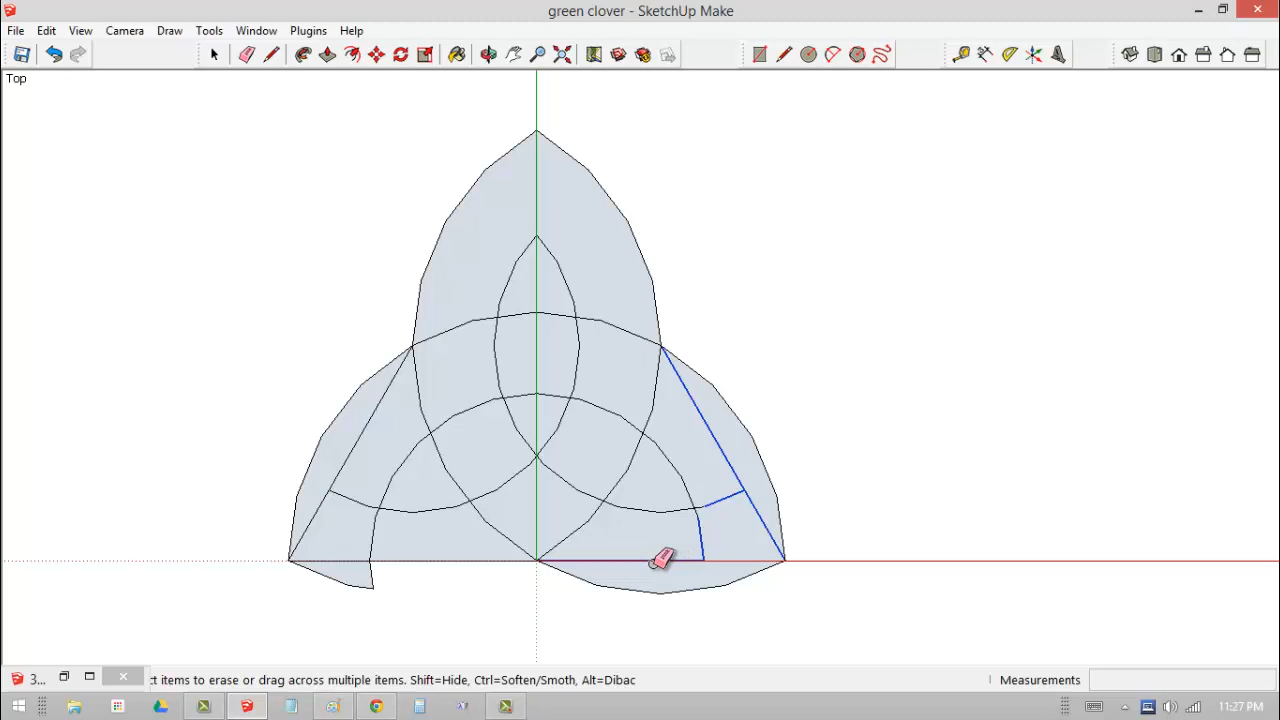 green clover - SketchUp Make
File Edit View Camera Draw Tools Window Plugins Help
Top
3... ct items to erase or drag across multiple items. Shift=Hide, Ctrl=Soften/Smoth, Alt=Dibac Measurements
11:27 PM